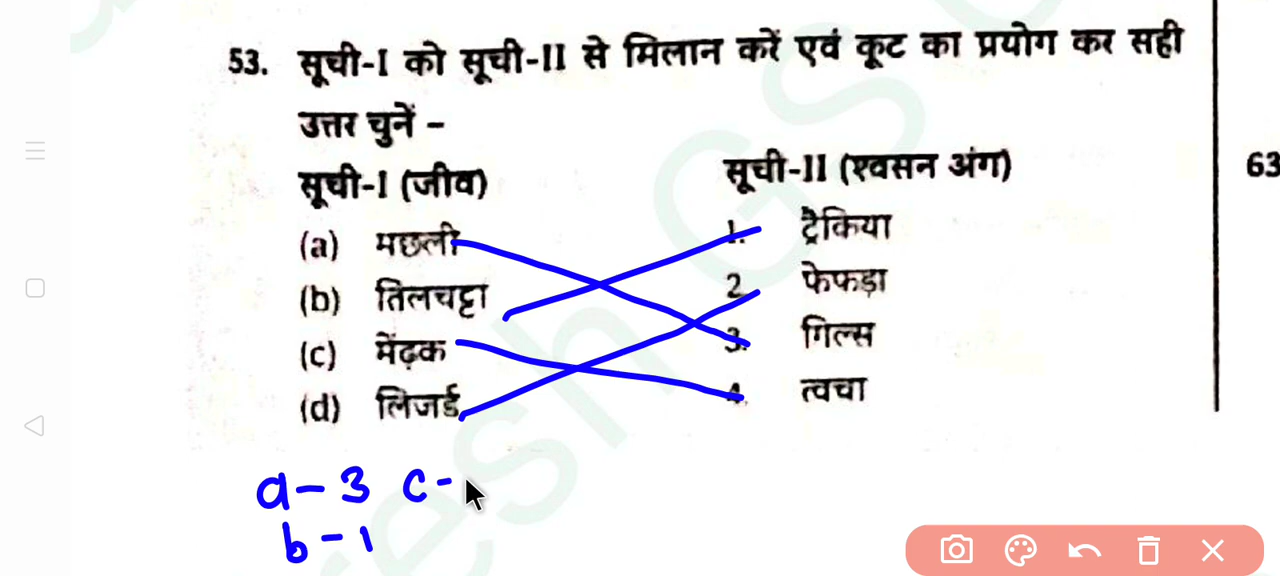 53. सूची-I को सूची-II से मिलान करें एवं कूट का प्रयोग कर सही
उत्तर चुनें –
सूची-I (जीव) सूची-II (श्वसन अंग)
(a) मछली 1. ट्रैकिया
(b) तिलचट्टा 2. फेफड़ा
(c) मेंढ़क 3. गिल्स
(d) लिजर्ड 4. त्वचा
63
a-3 c-
b-1